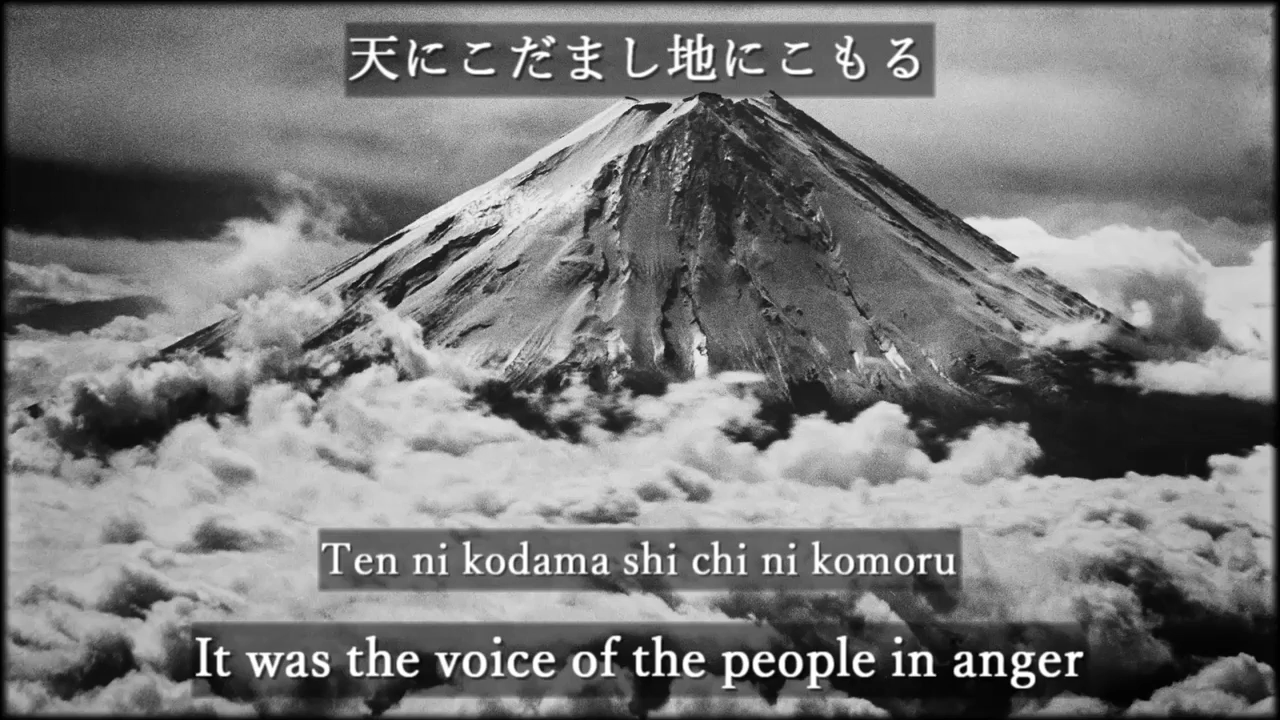 天にこだまし地にこもる
Ten ni kodama shi chi ni komoru
It was the voice of the people in anger